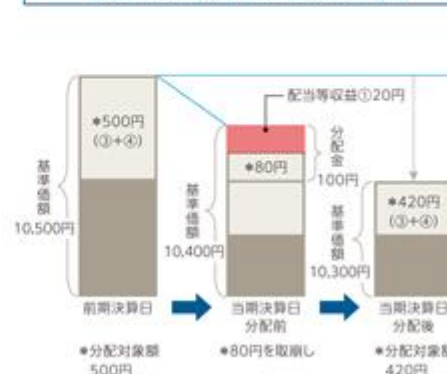 *500円
(③+④)
基準価額
10,500円
前期決算日
*分配対象額
500円
配当等収益①20円
*80円
分配金
100円
基準価額
10,400円
当期決算日
分配前
*80円を取崩し
*420円
(③+④)
基準価額
10,300円
当期決算日
分配後
*分配対象額
420円